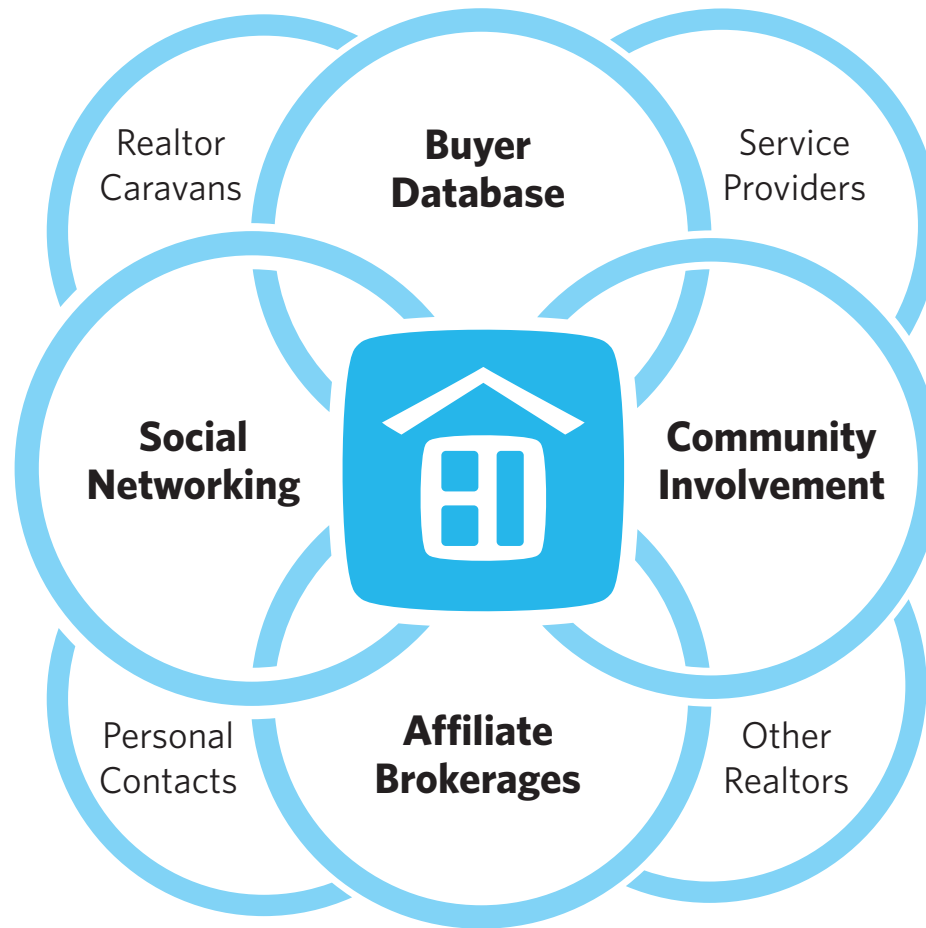 Realtor
Caravans
Buyer
Database
Service
Providers
Social
Networking
Community
Involvement
Personal
Contacts
Affiliate
Brokerages
Other
Realtors